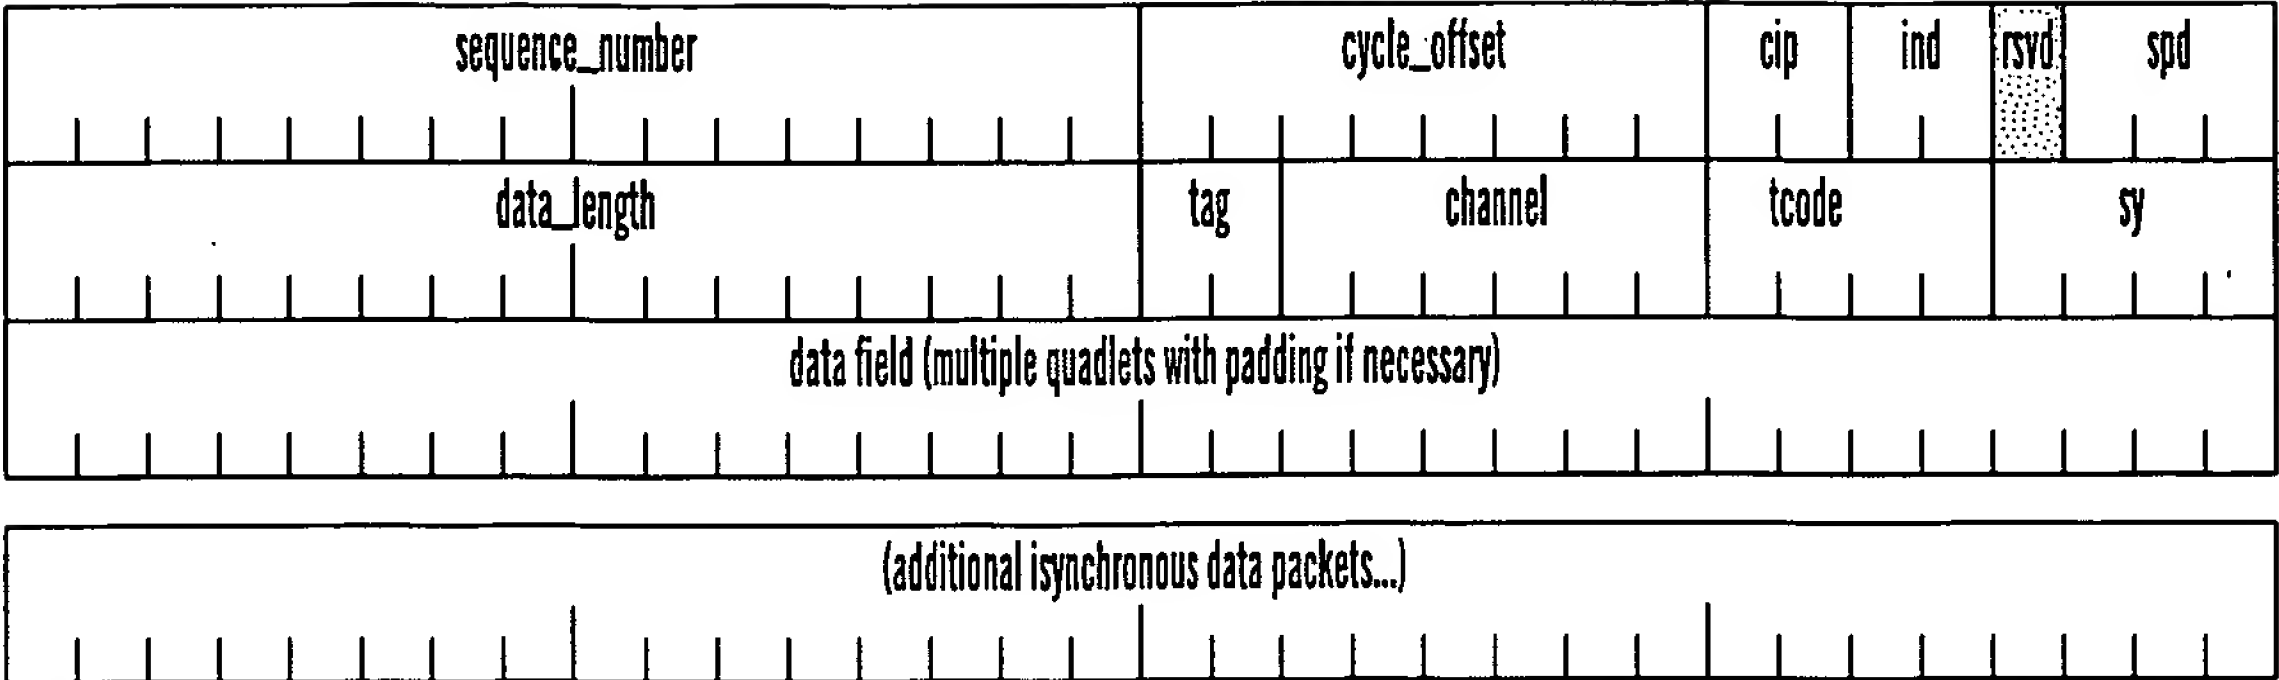 sequence_number cycle_offset cip ind rsvd spd
data_length tag channel tcode sy
data field (multiple quadlets with padding if necessary)
(additional isynchronous data packets...)